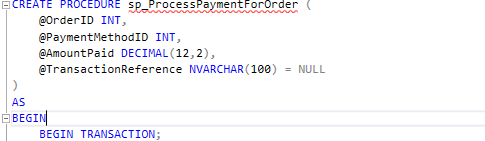 CREATE PROCEDURE sp_ProcessPaymentForOrder (
@OrderID INT,
@PaymentMethodID INT,
@AmountPaid DECIMAL(12,2),
@TransactionReference NVARCHAR(100) = NULL
)
AS
BEGIN
BEGIN TRANSACTION;